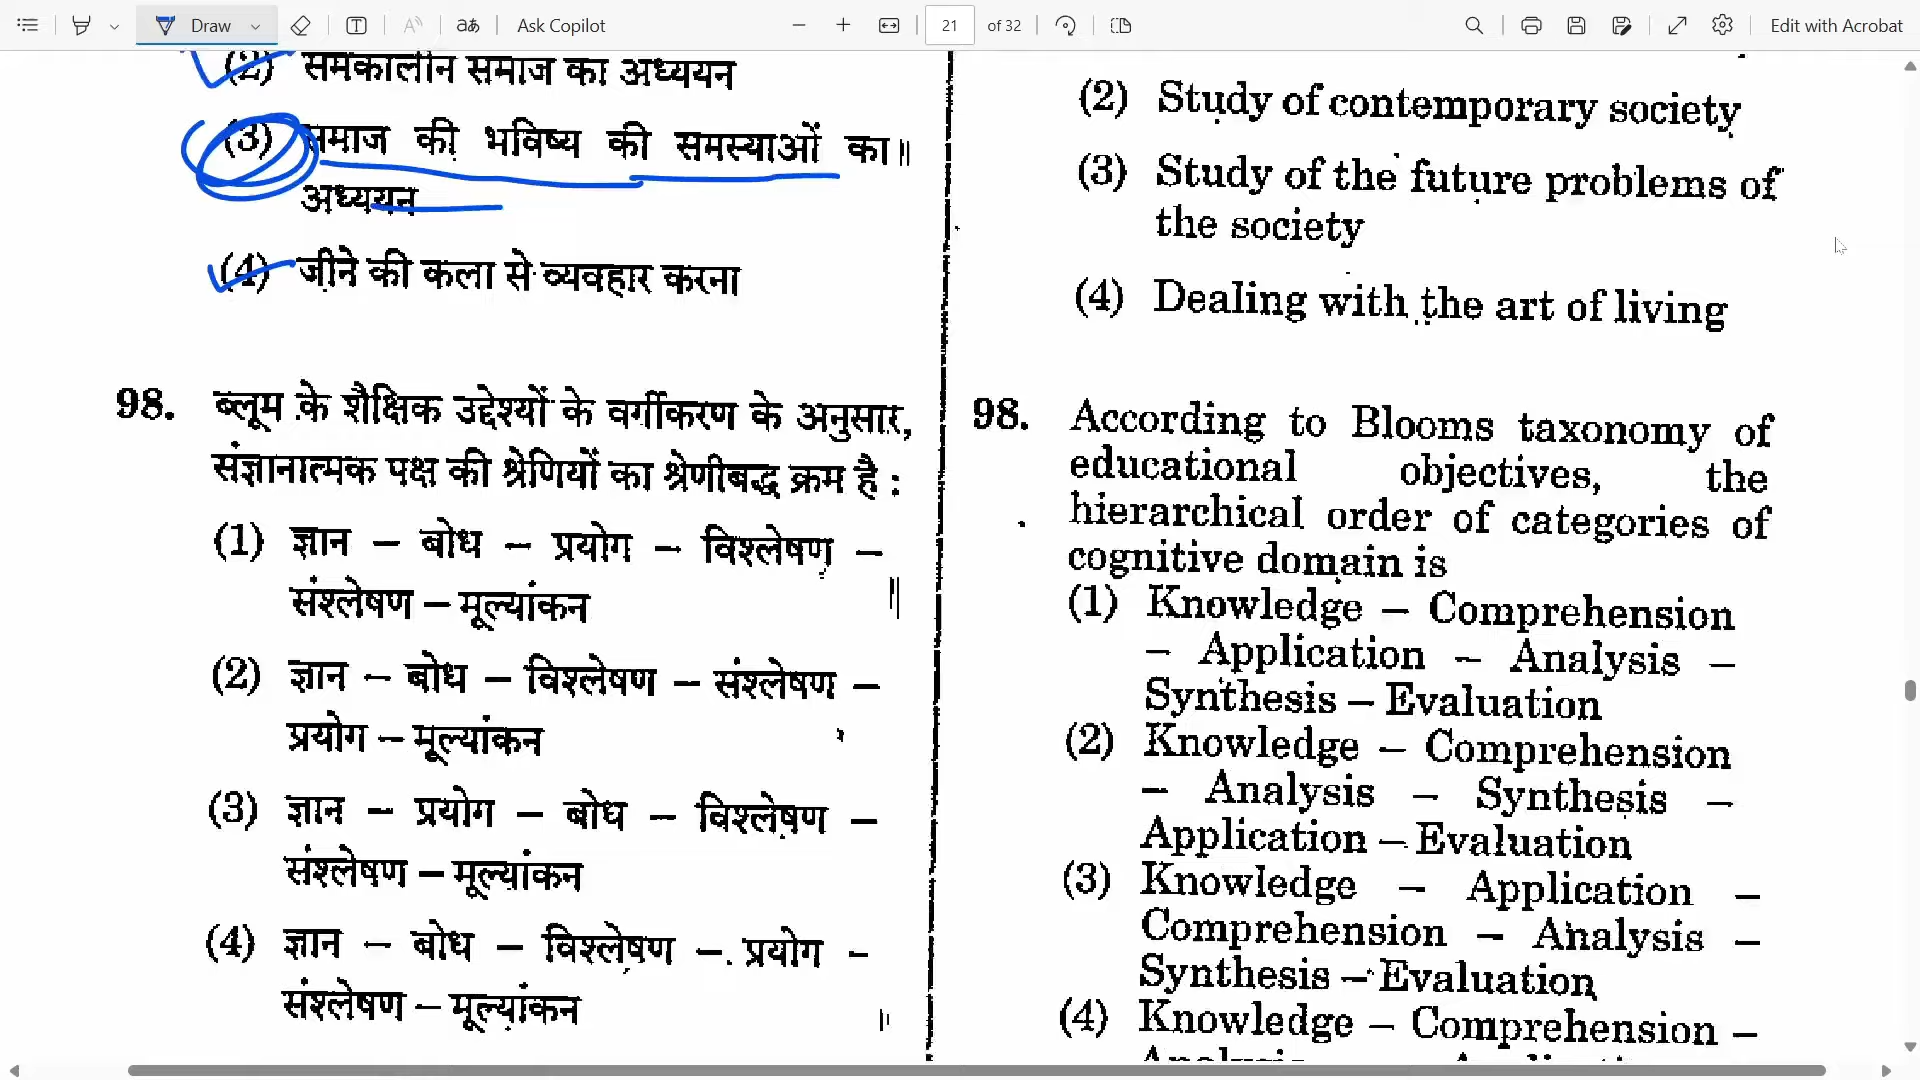 Draw
Ask Copilot
21 of 32
Edit with Acrobat
(2) समकालीन समाज का अध्ययन
(3) समाज की भविष्य की समस्याओं का
अध्ययन
(4) जीने की कला से व्यवहार करना
98. ब्लूम के शैक्षिक उद्देश्यों के वर्गीकरण के अनुसार,
संज्ञानात्मक पक्ष की श्रेणियों का श्रेणीबद्ध क्रम है :
(1) ज्ञान – बोध – प्रयोग – विश्लेषण –
संश्लेषण – मूल्यांकन
(2) ज्ञान – बोध – विश्लेषण – संश्लेषण –
प्रयोग – मूल्यांकन
(3) ज्ञान – प्रयोग – बोध – विश्लेषण –
संश्लेषण – मूल्यांकन
(4) ज्ञान – बोध – विश्लेषण – प्रयोग –
संश्लेषण – मूल्यांकन
(2) Study of contemporary society
(3) Study of the future problems of
the society
(4) Dealing with the art of living
98. According to Blooms taxonomy of
educational objectives, the
hierarchical order of categories of
cognitive domain is
(1) Knowledge – Comprehension
– Application – Analysis –
Synthesis – Evaluation
(2) Knowledge – Comprehension
– Analysis – Synthesis –
Application – Evaluation
(3) Knowledge – Application –
Comprehension – Analysis –
Synthesis – Evaluation
(4) Knowledge – Comprehension –